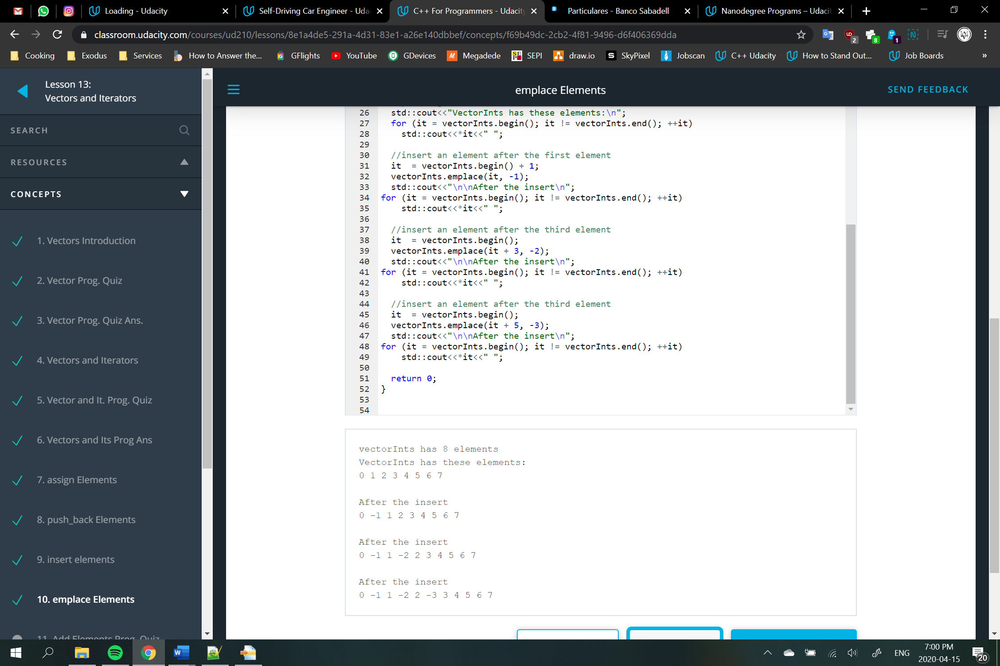 Loading - Udacity
Self-Driving Car Engineer - Uda
C++ For Programmers - Udacity
Particulares - Banco Sabadell
Nanodegree Programs – Udacit
classroom.udacity.com/courses/ud210/lessons/8e1a4de5-291a-4d31-83e1-a26e140dbbef/concepts/f69b49dc-2cb2-4f81-9496-d6f406369dda
2
8
1
Cooking
Exodus
Services
How to Answer the...
GFlights
YouTube
GDevices
Megadede
SEPI
draw.io
SkyPixel
Jobscan
C++ Udacity
How to Stand Out...
Job Boards
»
Lesson 13:
Vectors and Iterators
SEARCH
RESOURCES
CONCEPTS
1. Vectors Introduction
2. Vector Prog. Quiz
3. Vector Prog. Quiz Ans.
4. Vectors and Iterators
5. Vector and It. Prog. Quiz
6. Vectors and Its Prog Ans
7. assign Elements
8. push_back Elements
9. insert elements
10. emplace Elements
11. Add Elements Prog. Quiz
emplace Elements
SEND FEEDBACK
26 std::cout<<"VectorInts has these elements:\n";
27 for (it = vectorInts.begin(); it != vectorInts.end(); ++it)
28 std::cout<<*it<<" ";
29
30 //insert an element after the first element
31 it  = vectorInts.begin() + 1;
32 vectorInts.emplace(it, -1);
33 std::cout<<"\n\nAfter the insert\n";
34 for (it = vectorInts.begin(); it != vectorInts.end(); ++it)
35 std::cout<<*it<<" ";
36
37 //insert an element after the third element
38 it  = vectorInts.begin();
39 vectorInts.emplace(it + 3, -2);
40 std::cout<<"\n\nAfter the insert\n";
41 for (it = vectorInts.begin(); it != vectorInts.end(); ++it)
42 std::cout<<*it<<" ";
43
44 //insert an element after the third element
45 it  = vectorInts.begin();
46 vectorInts.emplace(it + 5, -3);
47 std::cout<<"\n\nAfter the insert\n";
48 for (it = vectorInts.begin(); it != vectorInts.end(); ++it)
49 std::cout<<*it<<" ";
50
51 return 0;
52 }
53
54
vectorInts has 8 elements
VectorInts has these elements:
0 1 2 3 4 5 6 7
After the insert
0 -1 1 2 3 4 5 6 7
After the insert
0 -1 1 -2 2 3 4 5 6 7
After the insert
0 -1 1 -2 2 -3 3 4 5 6 7
ENG
7:00 PM
2020-04-15
20